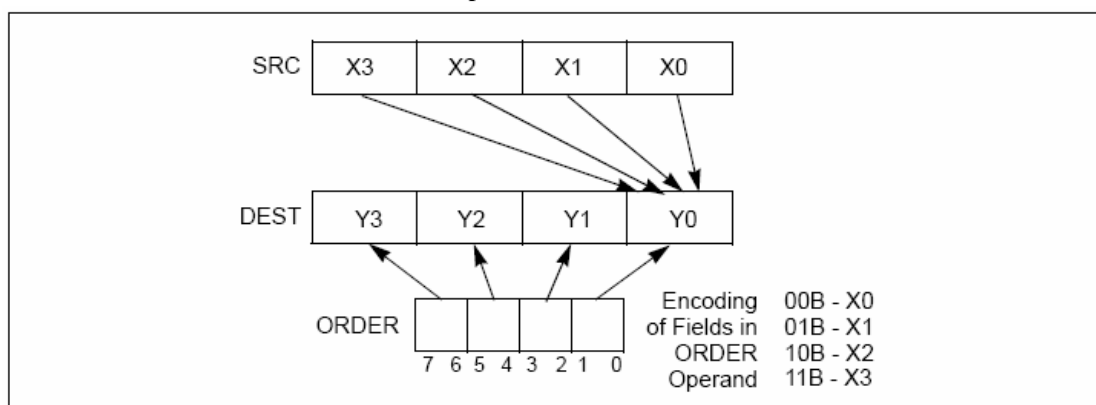 SRC X3 X2 X1 X0
DEST Y3 Y2 Y1 Y0
ORDER
7 6 5 4 3 2 1 0
Encoding 00B - X0
of Fields in 01B - X1
ORDER 10B - X2
Operand 11B - X3